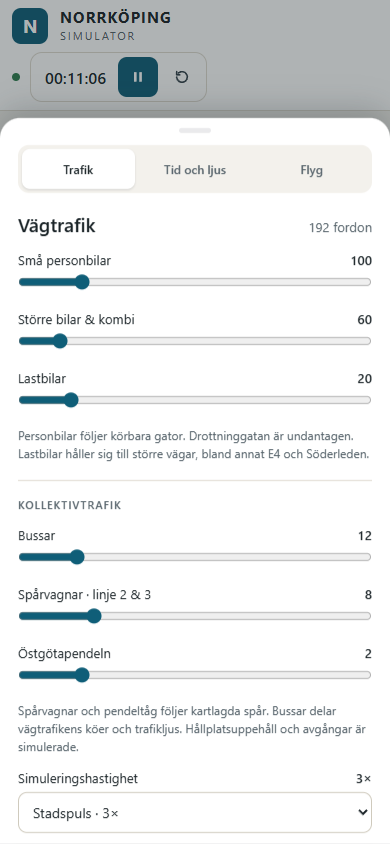 N
NORRKÖPING
SIMULATOR
00:11:06
Trafik
Tid och ljus
Flyg
Vägtrafik
192 fordon
Små personbilar
100
Större bilar & kombi
60
Lastbilar
20
Personbilar följer körbara gator. Drottninggatan är undantagen.
Lastbilar håller sig till större vägar, bland annat E4 och Söderleden.
KOLLEKTIVTRAFIK
Bussar
12
Spårvagnar · linje 2 & 3
8
Östgötapendeln
2
Spårvagnar och pendeltåg följer kartlagda spår. Bussar delar
vägtrafikens köer och trafikljus. Hållplatsuppehåll och avgångar är
simulerade.
Simuleringshastighet
3×
Stadspuls · 3×